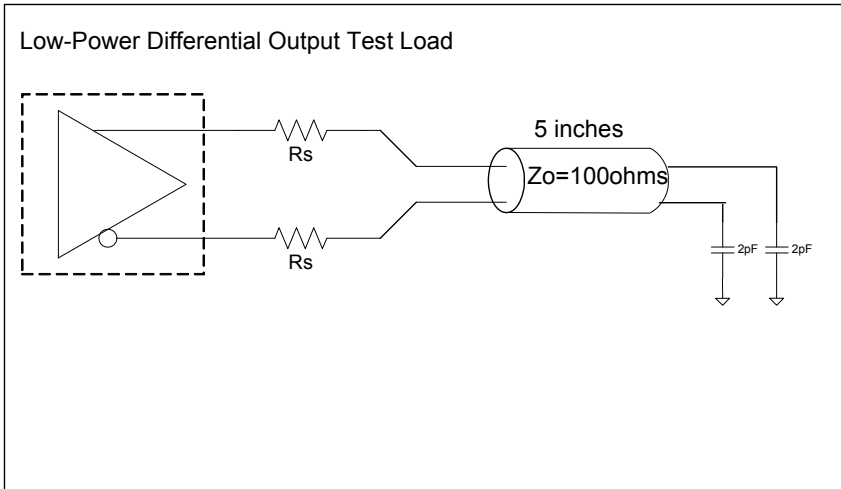 Low-Power Differential Output Test Load
Rs
5 inches
Zo=100ohms
Rs
2pF
2pF